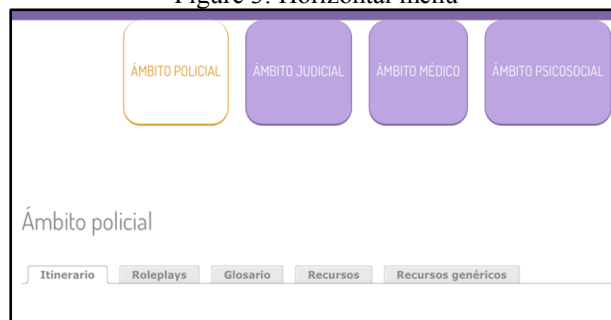 Figure 3: Horizontal menu
ÁMBITO POLICIAL ÁMBITO JUDICIAL ÁMBITO MÉDICO ÁMBITO PSICOSOCIAL
Ámbito policial
Itinerario Roleplays Glosario Recursos Recursos genéricos